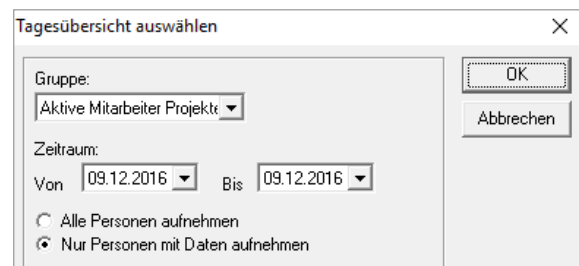 Tagesübersicht auswählen
Gruppe:
Aktive Mitarbeiter Projekte
Zeitraum:
Von 09.12.2016 Bis 09.12.2016
Alle Personen aufnehmen
Nur Personen mit Daten aufnehmen
OK
Abbrechen